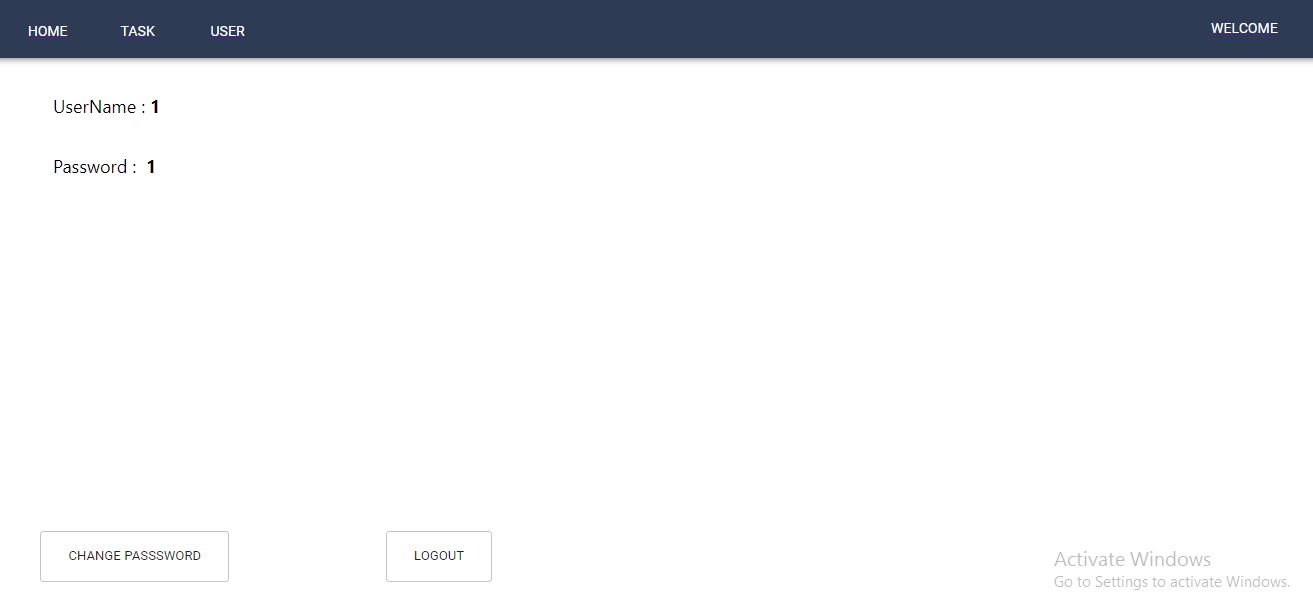 HOME TASK USER WELCOME
UserName : 1
Password : 1
CHANGE PASSSWORD LOGOUT
Activate Windows
Go to Settings to activate Windows.